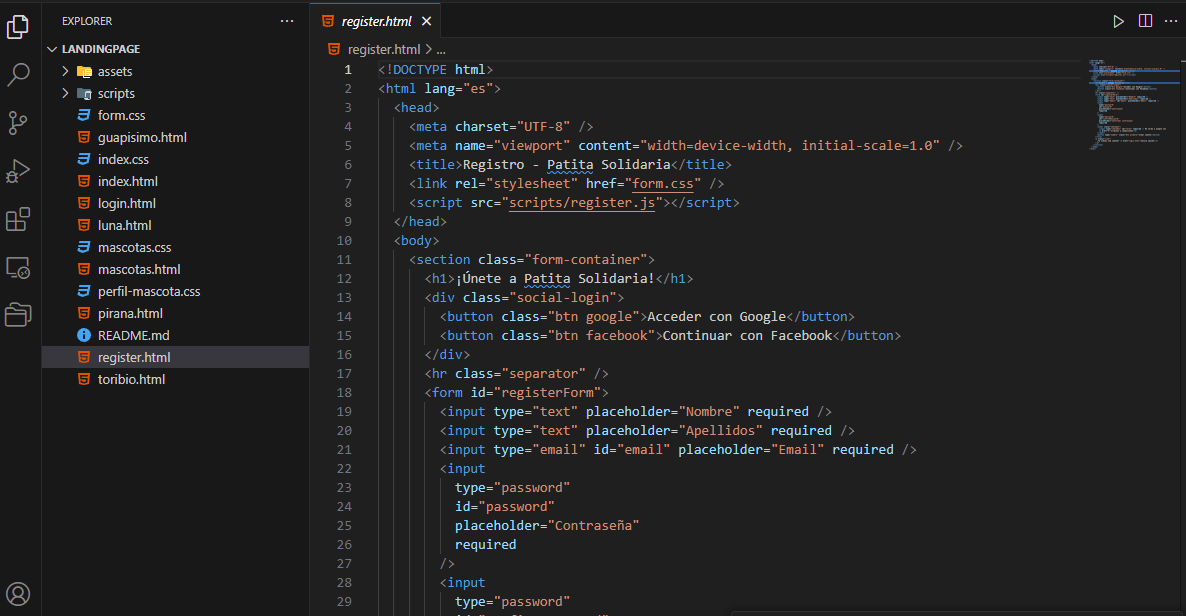 EXPLORER
LANDINGPAGE
assets
scripts
form.css
guapisimo.html
index.css
index.html
login.html
luna.html
mascotas.css
mascotas.html
perfil-mascota.css
pirana.html
README.md
register.html
toribio.html
register.html
register.html > ...
1 <!DOCTYPE html>
2 <html lang="es">
3 <head>
4 <meta charset="UTF-8" />
5 <meta name="viewport" content="width=device-width, initial-scale=1.0" />
6 <title>Registro - Patita Solidaria</title>
7 <link rel="stylesheet" href="form.css" />
8 <script src="scripts/register.js"></script>
9 </head>
10 <body>
11 <section class="form-container">
12 <h1>¡Únete a Patita Solidaria!</h1>
13 <div class="social-login">
14 <button class="btn google">Acceder con Google</button>
15 <button class="btn facebook">Continuar con Facebook</button>
16 </div>
17 <hr class="separator" />
18 <form id="registerForm">
19 <input type="text" placeholder="Nombre" required />
20 <input type="text" placeholder="Apellidos" required />
21 <input type="email" id="email" placeholder="Email" required />
22 <input
23 type="password"
24 id="password"
25 placeholder="Contraseña"
26 required
27 />
28 <input
29 type="password"